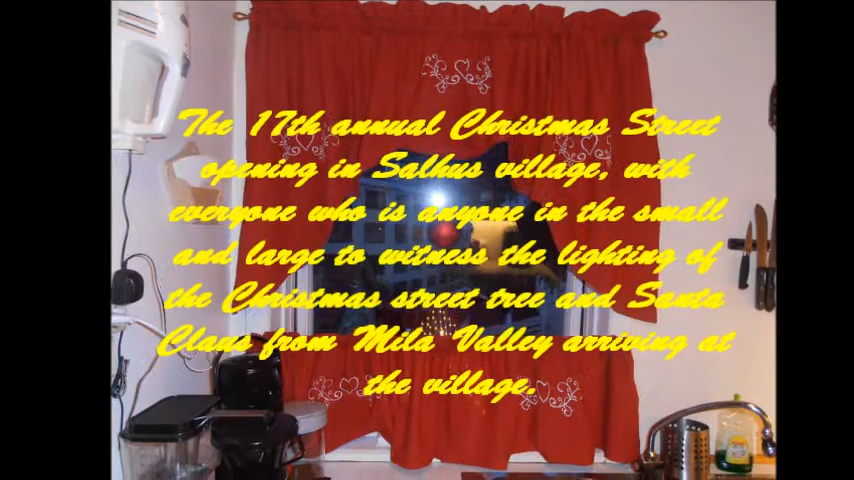 The 17th annual Christmas Street
opening in Salhus village, with
everyone who is anyone in the small
and large to witness the lighting of
the Christmas street tree and Santa
Claus from Mila Valley arriving at
the village.